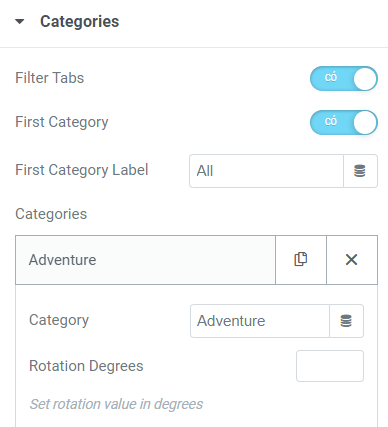 Categories
Filter Tabs CÓ
First Category CÓ
First Category Label All
Categories
Adventure
Category Adventure
Rotation Degrees
Set rotation value in degrees